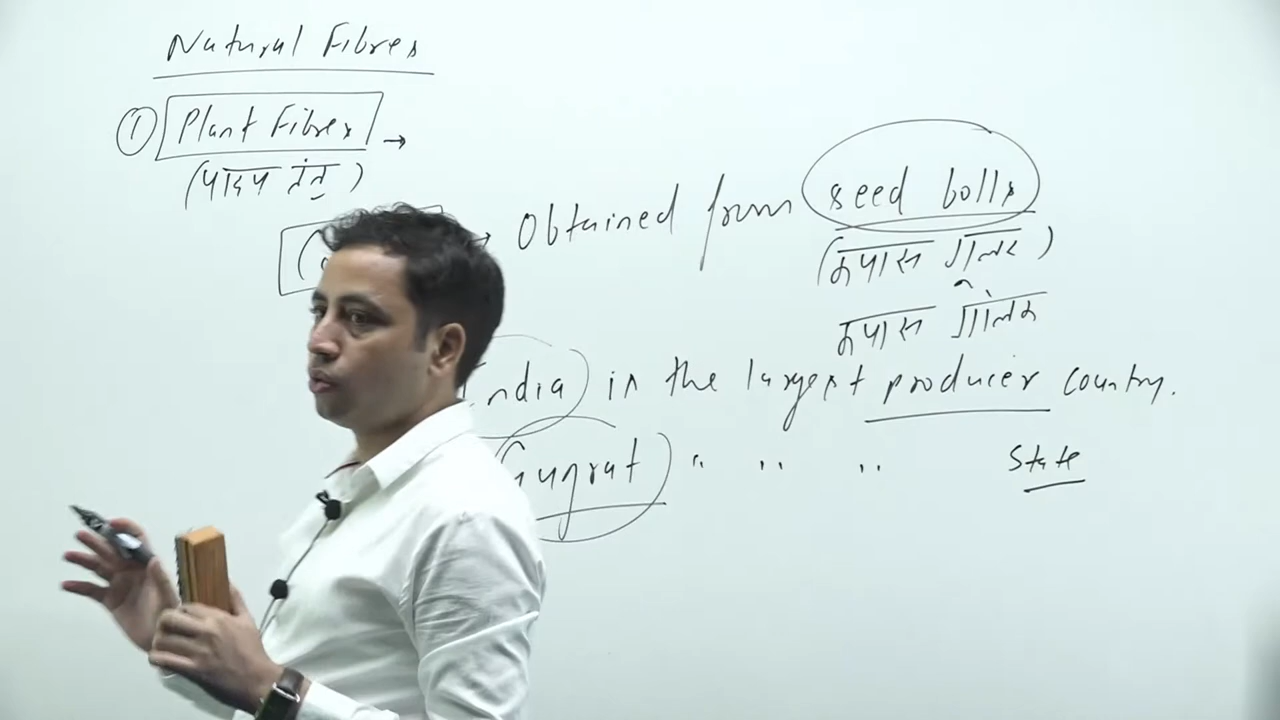 Natural Fibres
① Plant Fibres →
(पादप तंतु)
→ Obtained from seed bolls
(कपास गूलर)
कपास गोलक
India is the largest producer country.
Gujrat " " " State